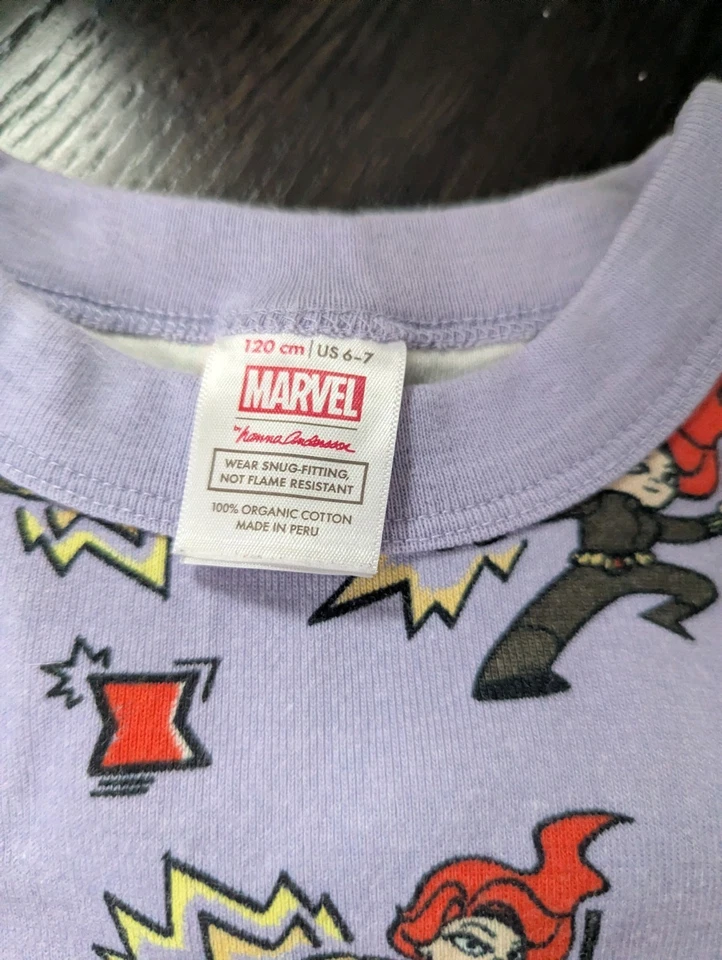 120 cm | US 6-7
MARVEL
by hanna andersson
WEAR SNUG-FITTING,
NOT FLAME RESISTANT
100% ORGANIC COTTON
MADE IN PERU